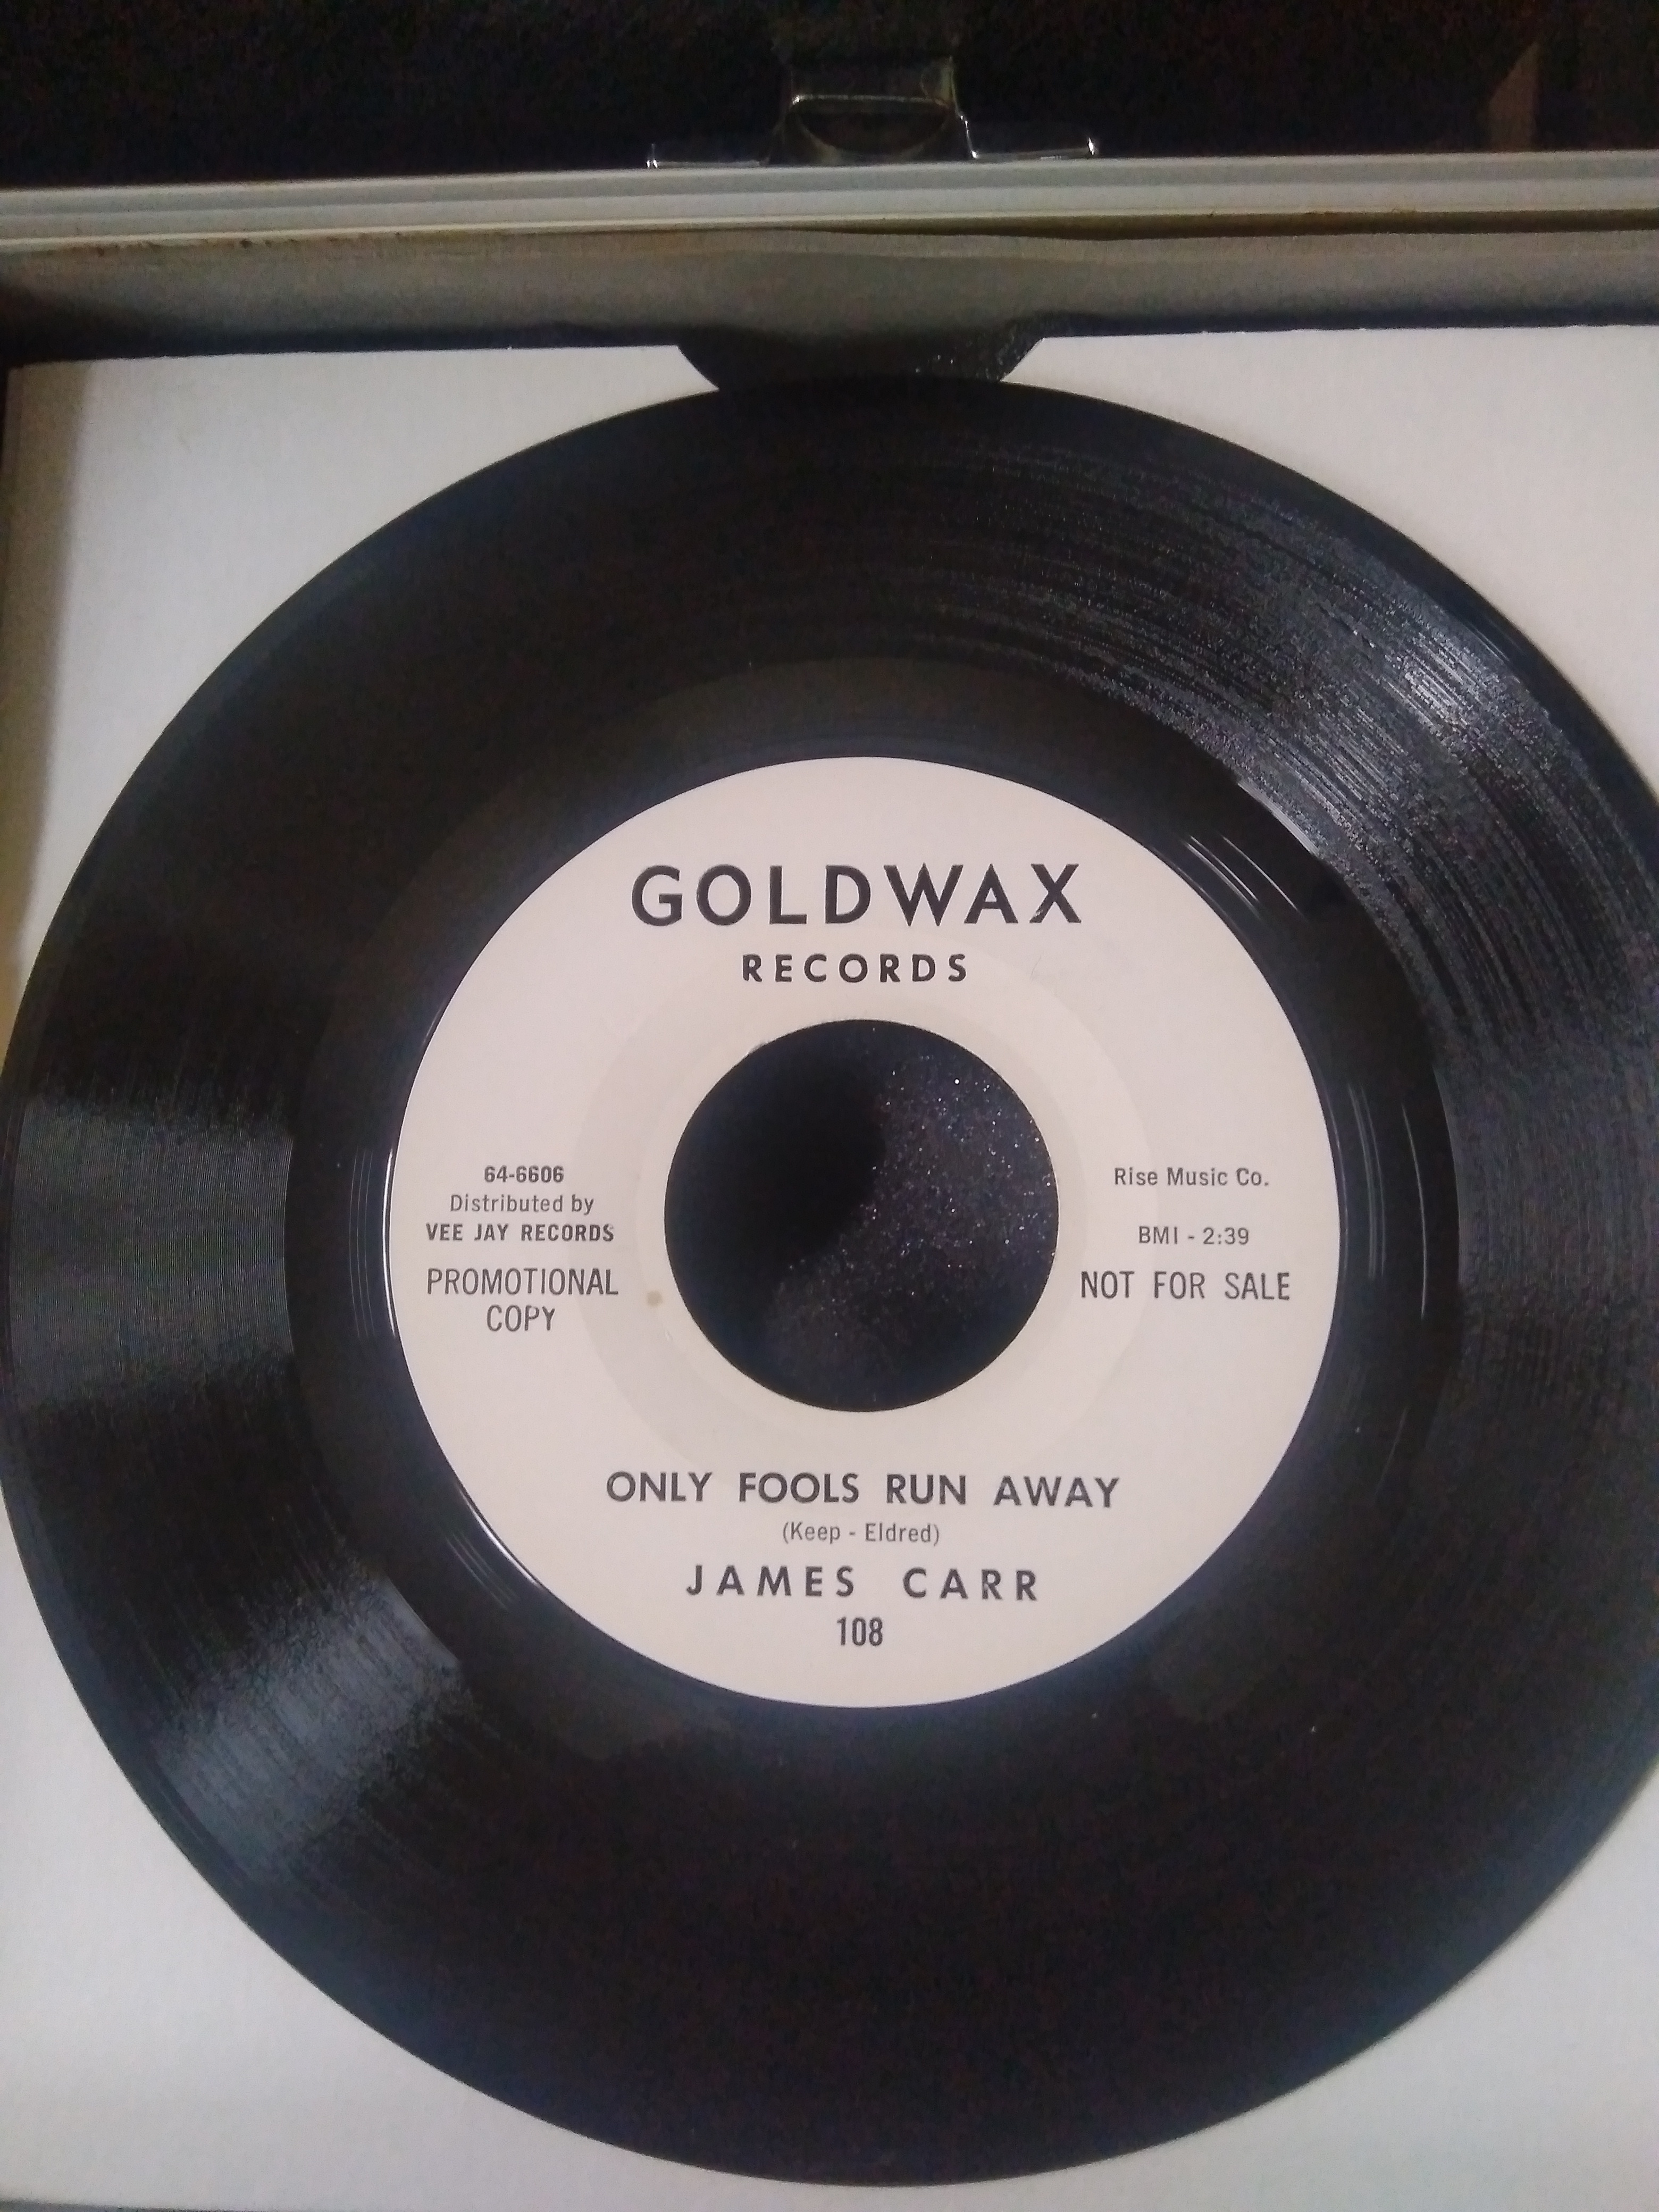 GOLDWAX
RECORDS
64-6606
Distributed by
VEE JAY RECORDS
PROMOTIONAL
COPY
Rise Music Co.
BMI - 2:39
NOT FOR SALE
ONLY FOOLS RUN AWAY
(Keep - Eldred)
JAMES CARR
108